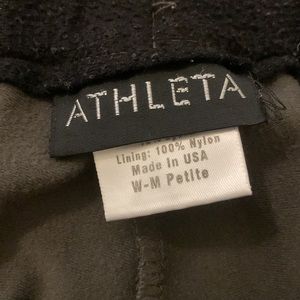 ATHLETA
Lining: 100% Nylon
Made In USA
W-M Petite